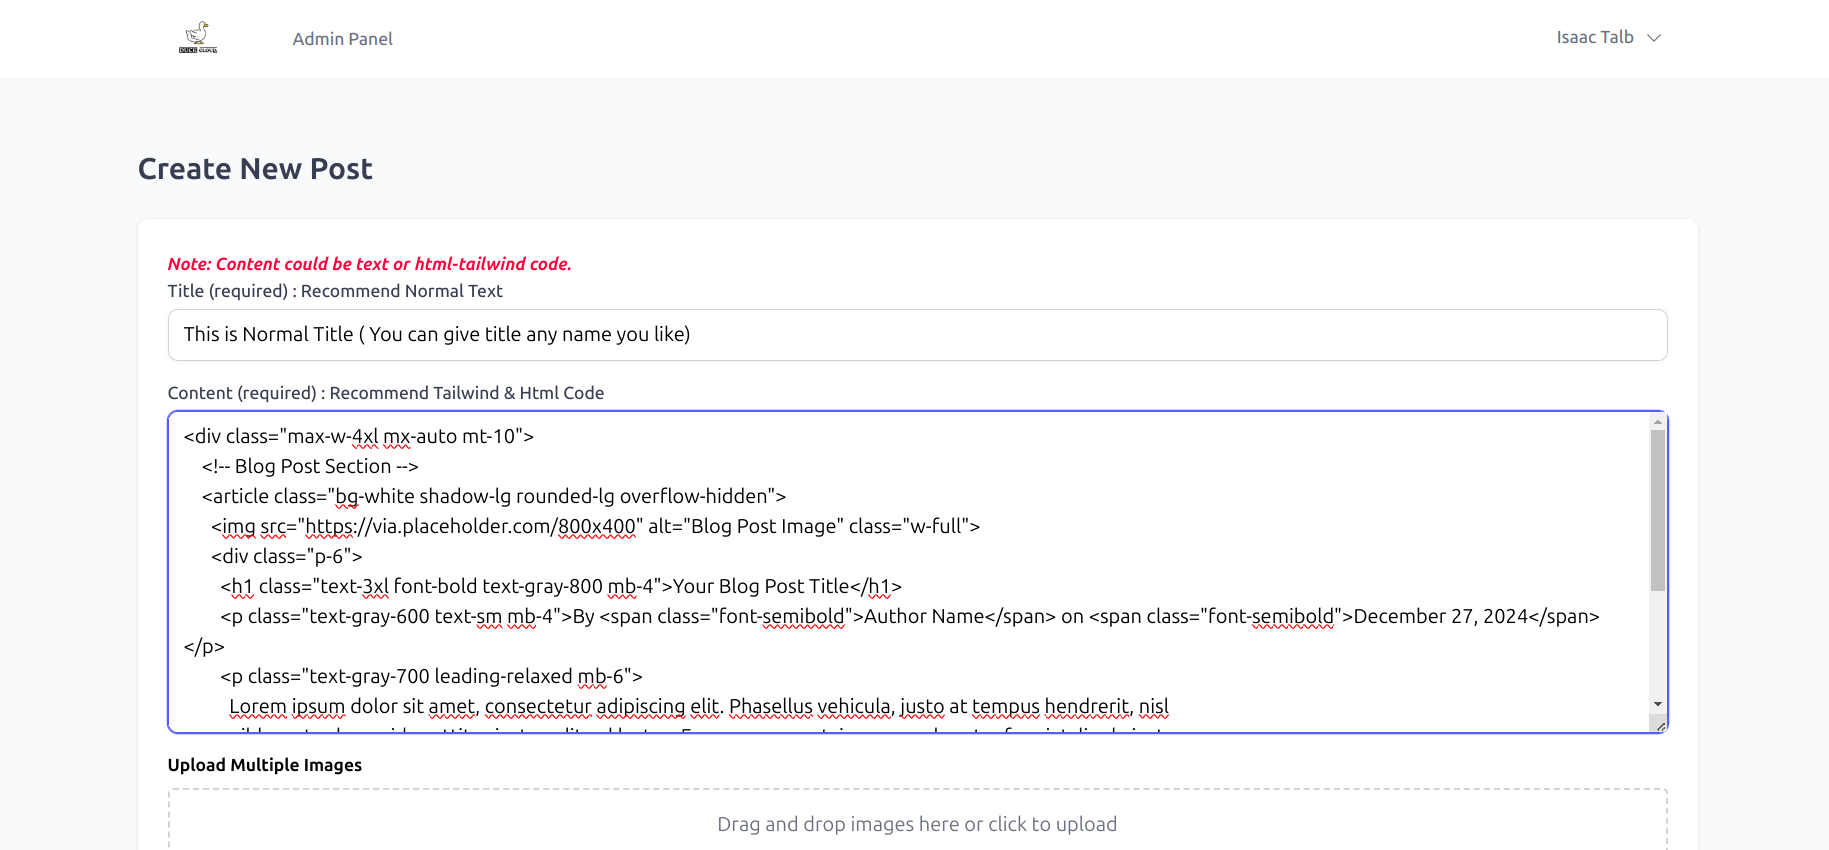 DUCK CLOUD
Admin Panel
Isaac Talb
Create New Post
Note: Content could be text or html-tailwind code.
Title (required) : Recommend Normal Text
This is Normal Title ( You can give title any name you like)
Content (required) : Recommend Tailwind & Html Code
<div class="max-w-4xl mx-auto mt-10">
<!-- Blog Post Section -->
<article class="bg-white shadow-lg rounded-lg overflow-hidden">
<img src="https://via.placeholder.com/800x400" alt="Blog Post Image" class="w-full">
<div class="p-6">
<h1 class="text-3xl font-bold text-gray-800 mb-4">Your Blog Post Title</h1>
<p class="text-gray-600 text-sm mb-4">By <span class="font-semibold">Author Name</span> on <span class="font-semibold">December 27, 2024</span>
</p>
<p class="text-gray-700 leading-relaxed mb-6">
Lorem ipsum dolor sit amet, consectetur adipiscing elit. Phasellus vehicula, justo at tempus hendrerit, nisl
Upload Multiple Images
Drag and drop images here or click to upload